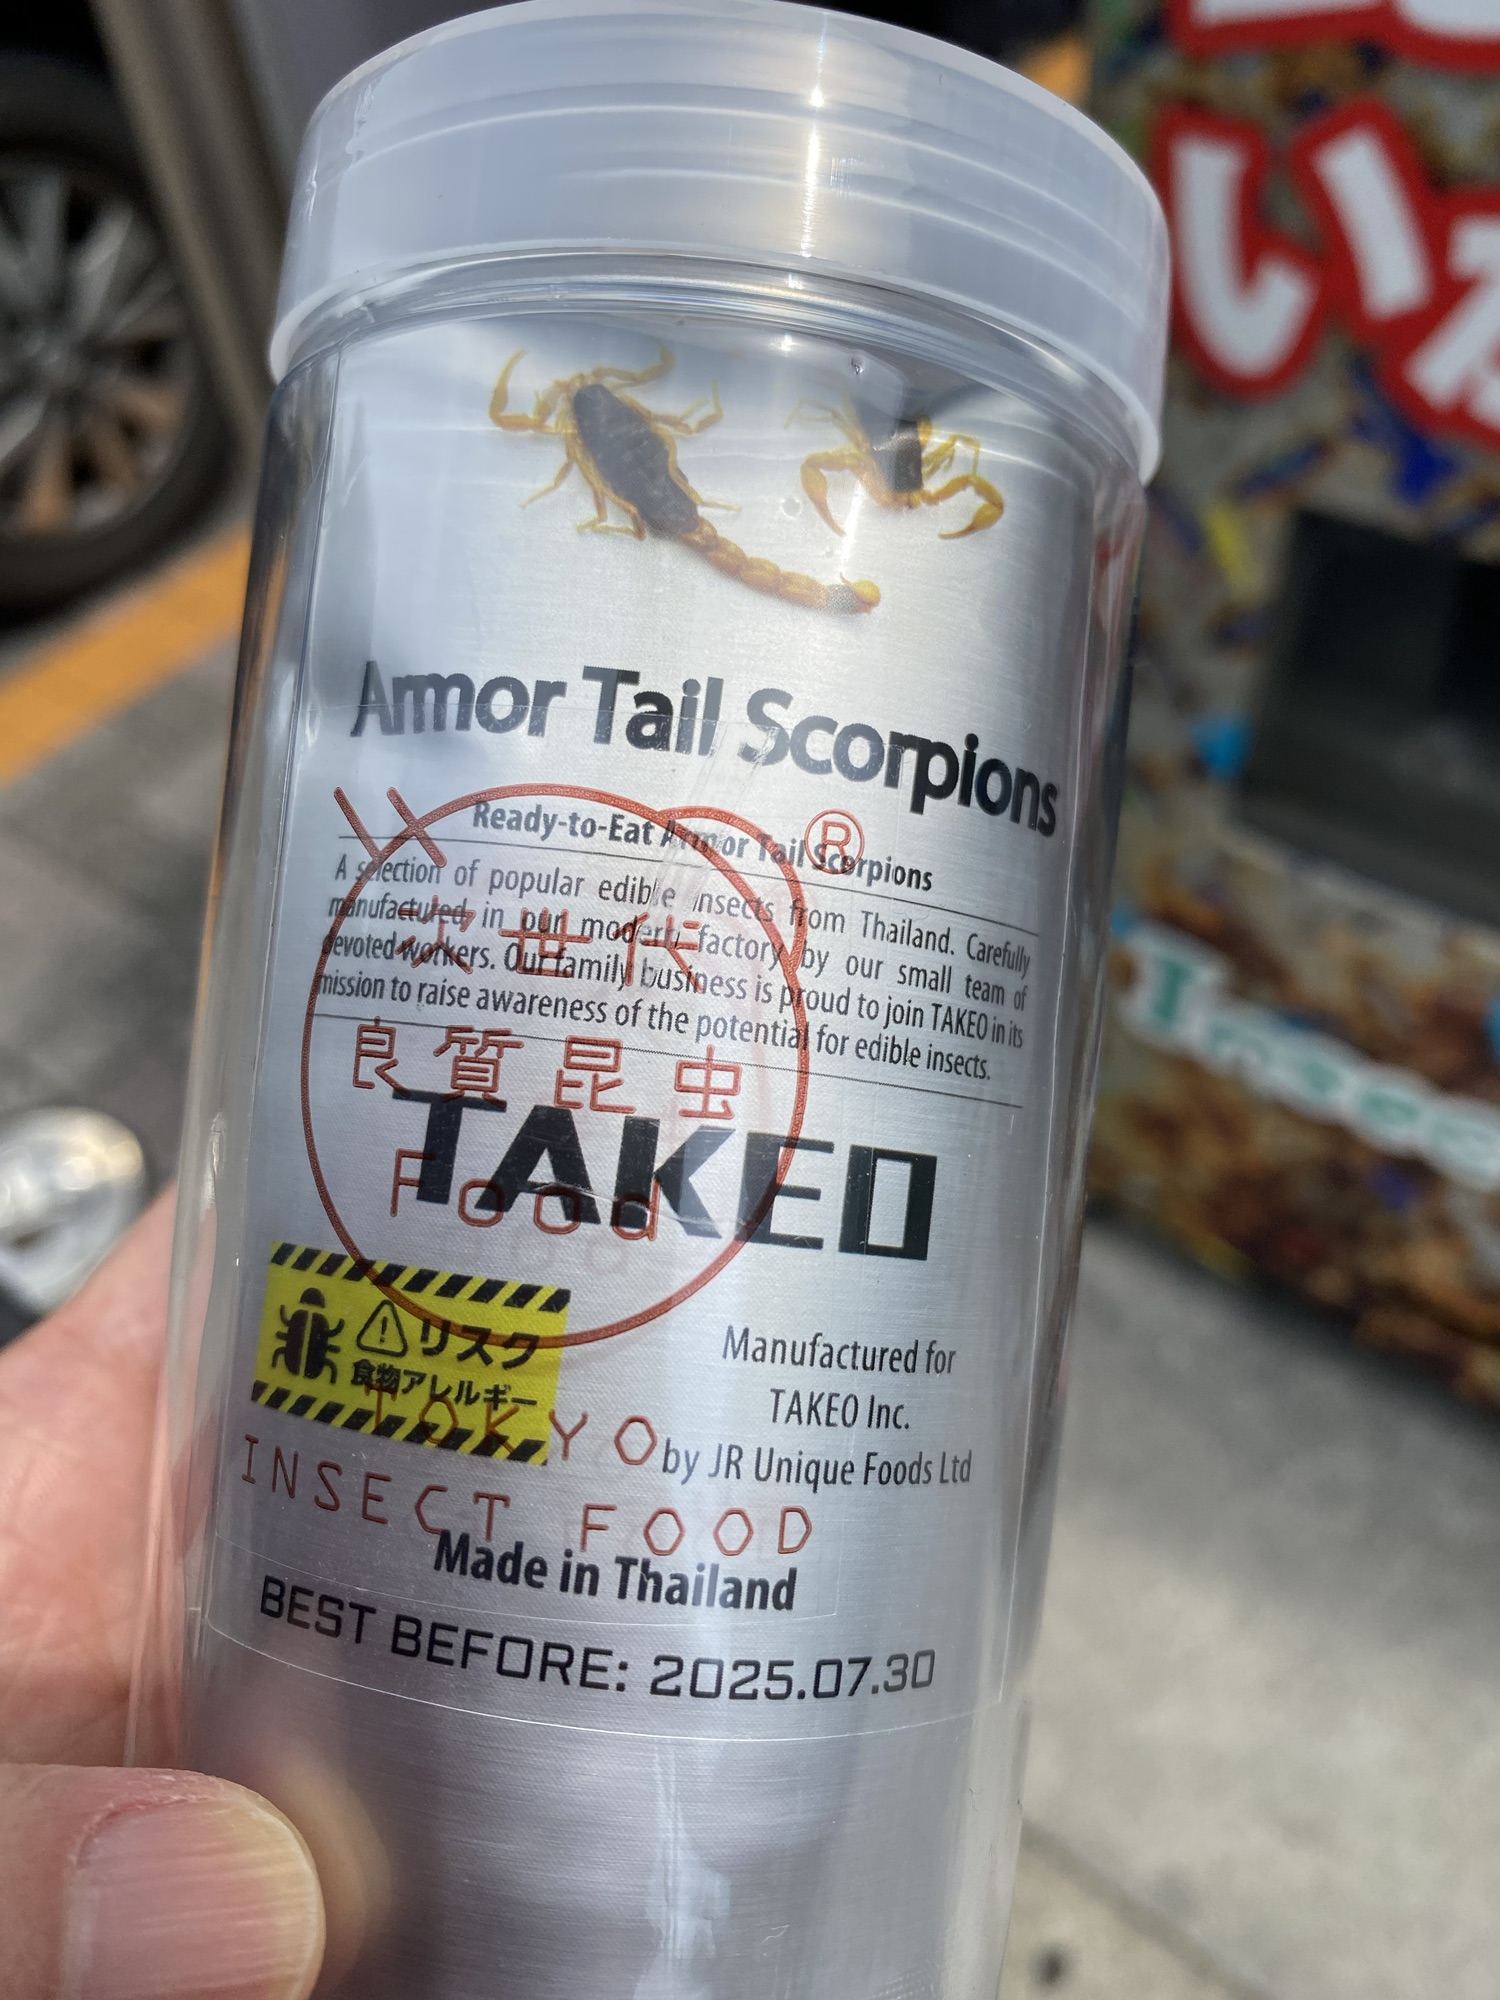 Armor Tail Scorpions
Ready-to-Eat Armor Tail Scorpions
®
A selection of popular edible insects from Thailand. Carefully
manufactured in our modern factory by our small team of
devoted workers. Our family business is proud to join TAKEO in its
mission to raise awareness of the potential for edible insects.
次世代
良質昆虫
Food
TAKEO
リスク
食物アレルギー
TOKYO
INSECT FOOD
Manufactured for
TAKEO Inc.
by JR Unique Foods Ltd
Made in Thailand
BEST BEFORE: 2025.07.30
い
Insec